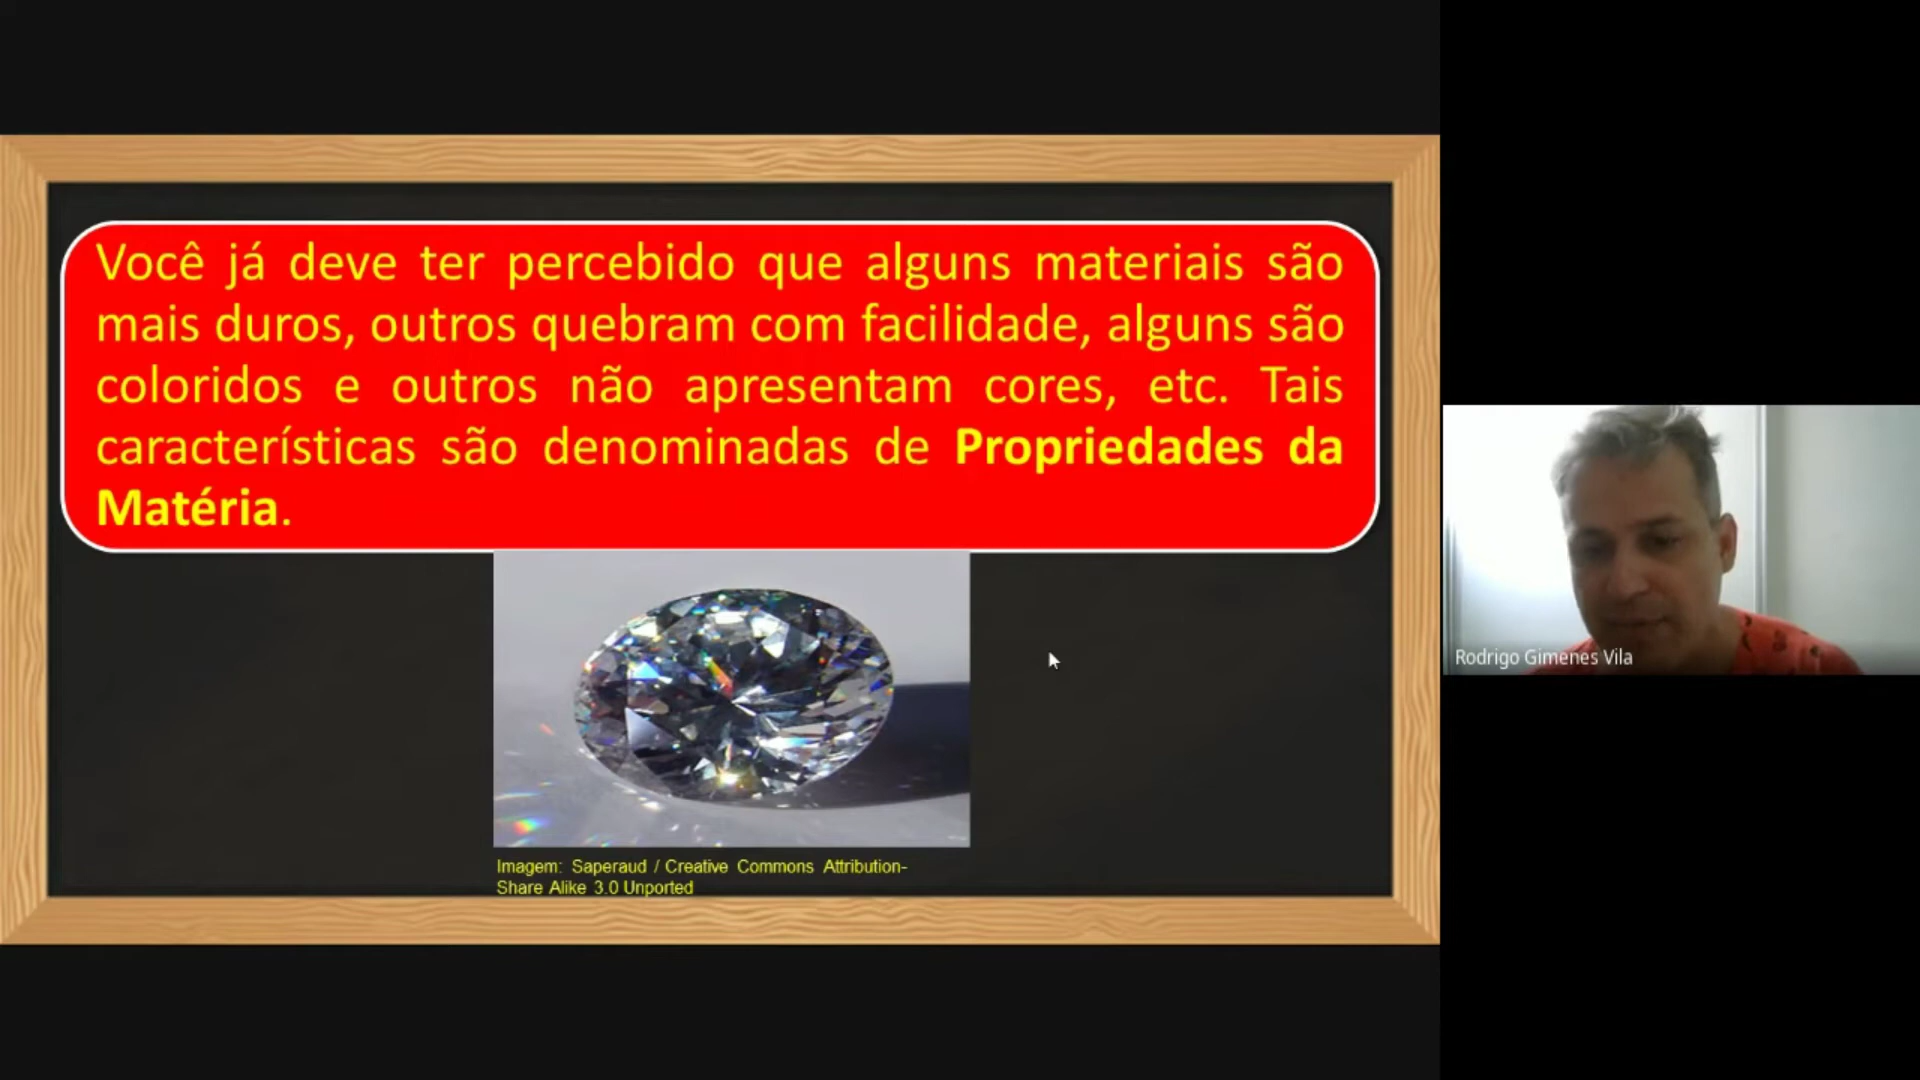 Você já deve ter percebido que alguns materiais são
mais duros, outros quebram com facilidade, alguns são
coloridos e outros não apresentam cores, etc. Tais
características são denominadas de Propriedades da
Matéria.
Imagem: Saperaud / Creative Commons Attribution-
Share Alike 3.0 Unported
Rodrigo Gimenes Vila